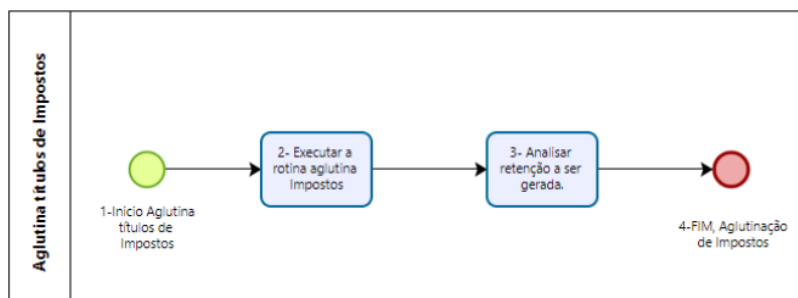 Aglutina títulos de Impostos
1-Inicio Aglutina
títulos de
Impostos
2- Executar a
rotina aglutina
Impostos
3- Analisar
retenção a ser
gerada.
4-FIM, Aglutinação
de Impostos